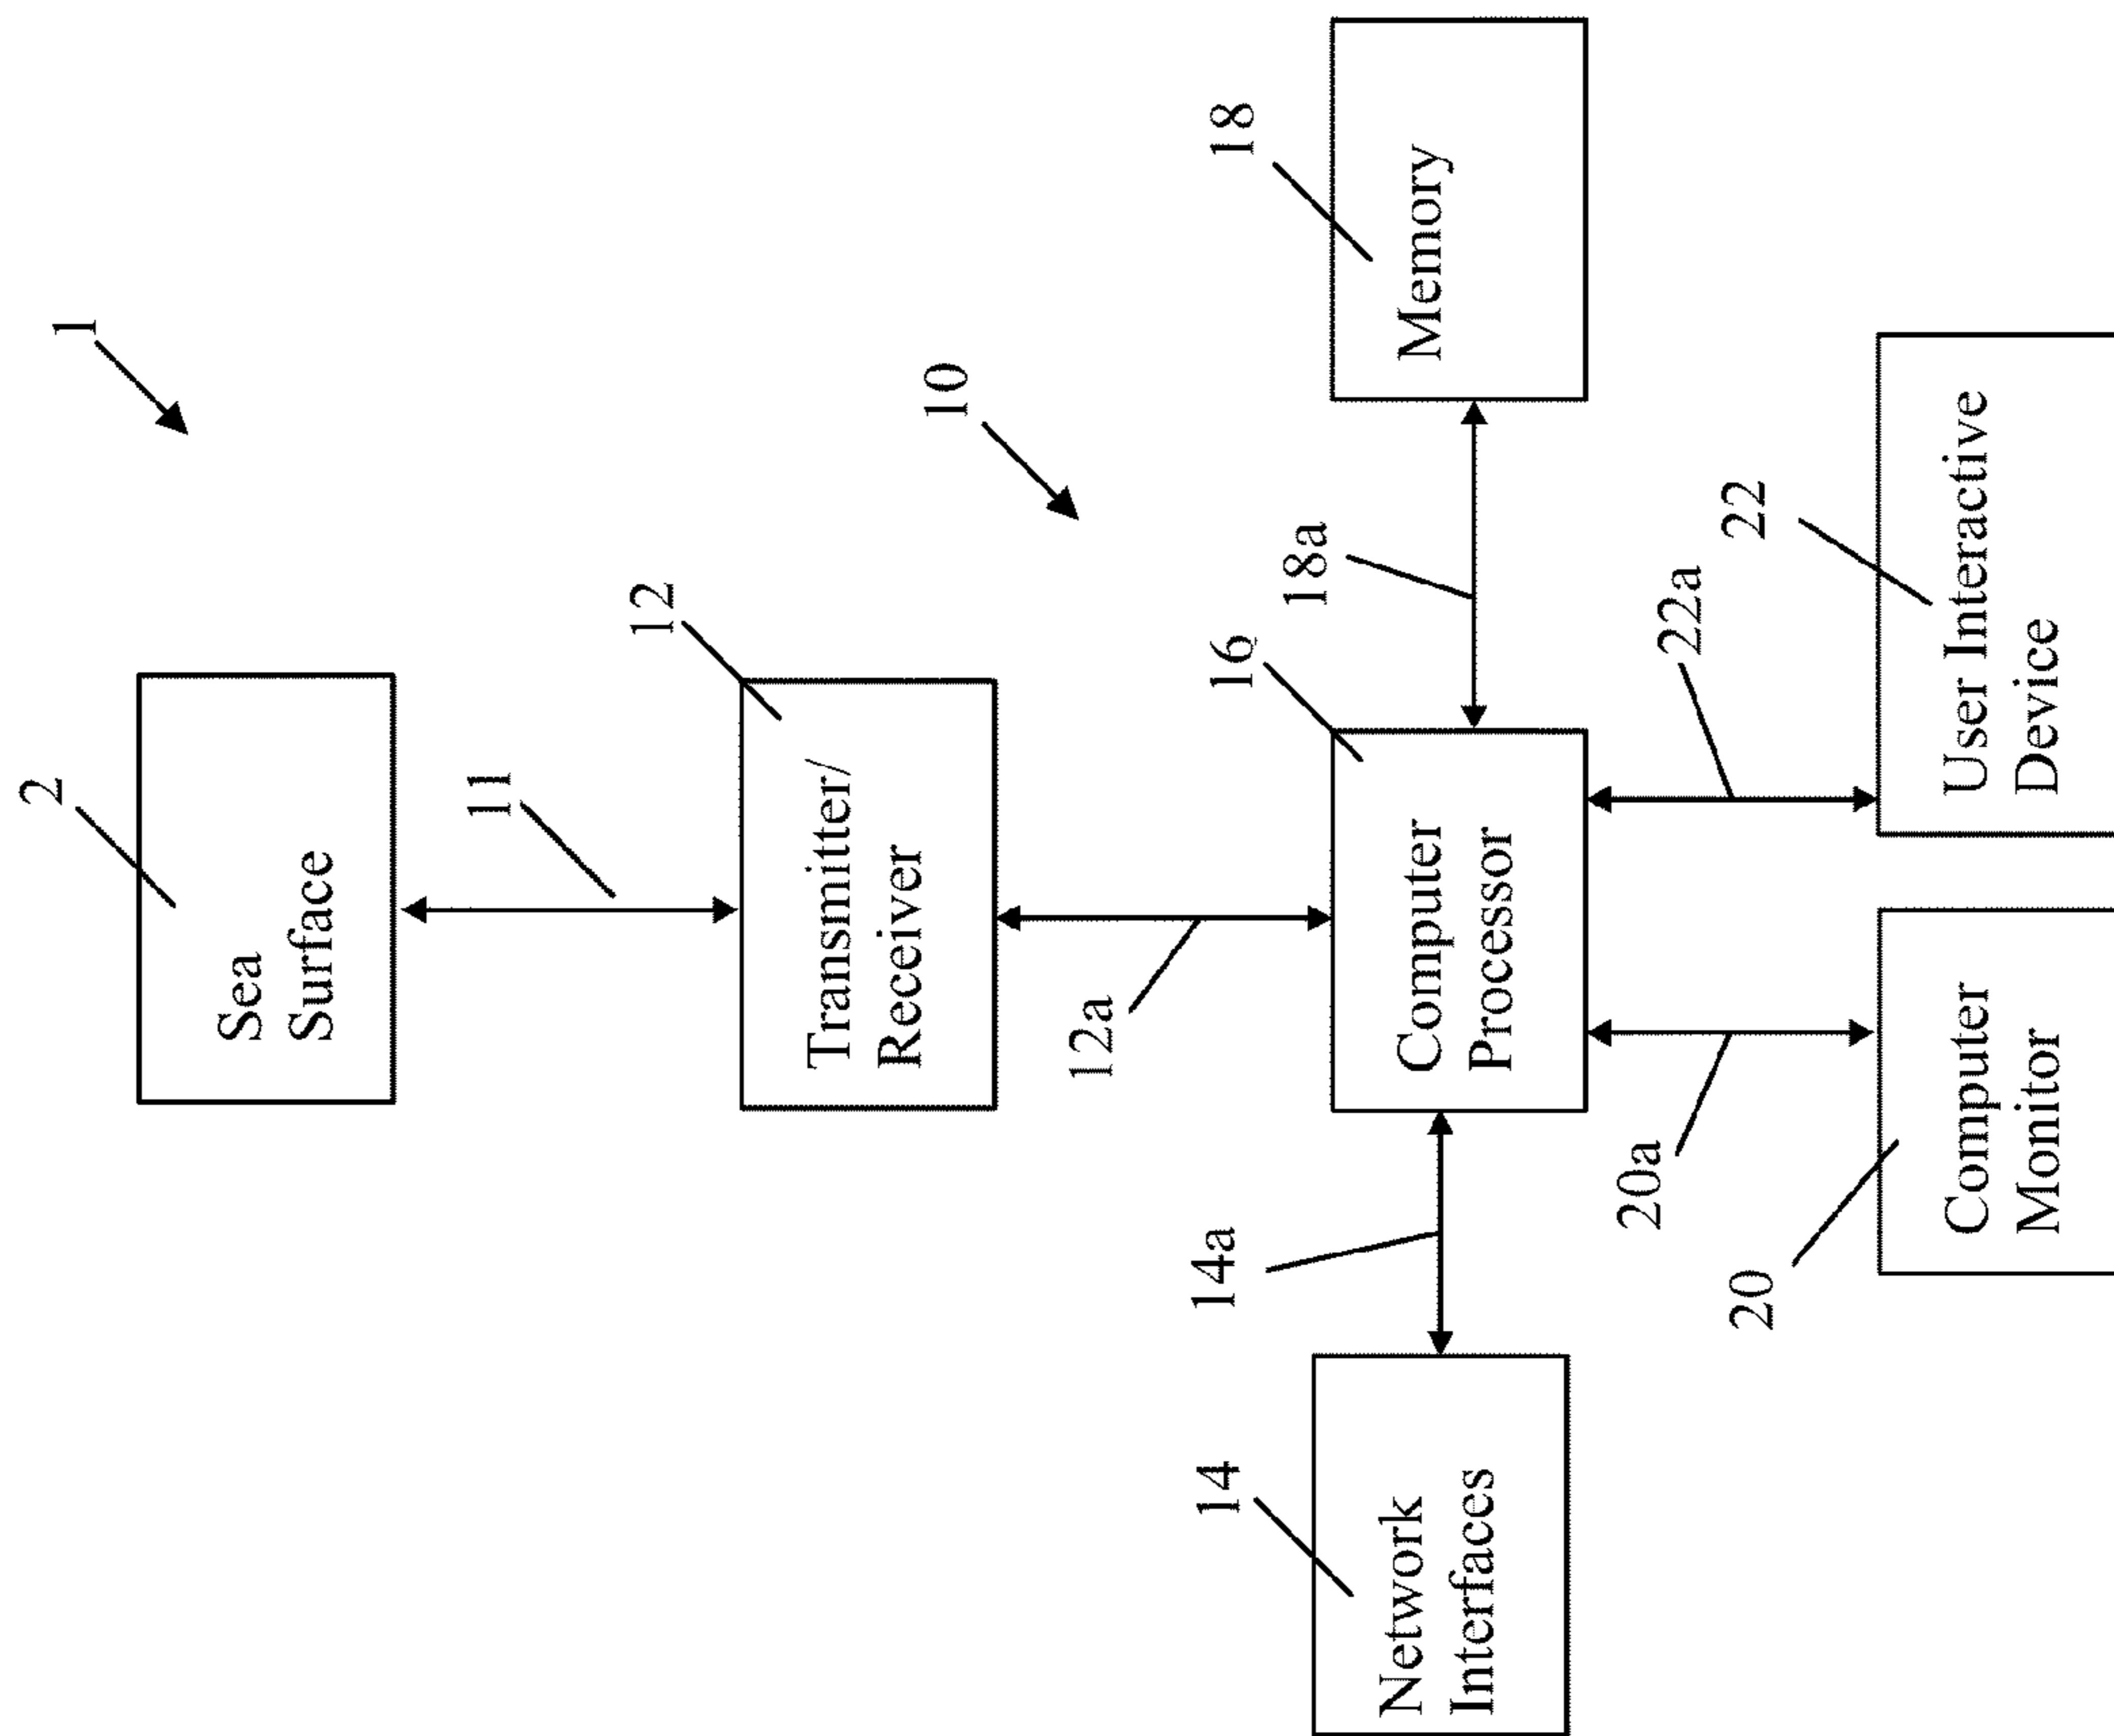 1
2
Sea
Surface
11
12
Transmitter/
Receiver
10
12a
16
Computer
Processor
18
Memory
18a
14
Network
Interfaces
14a
20a
22a
20
Computer
Monitor
22
User Interactive
Device